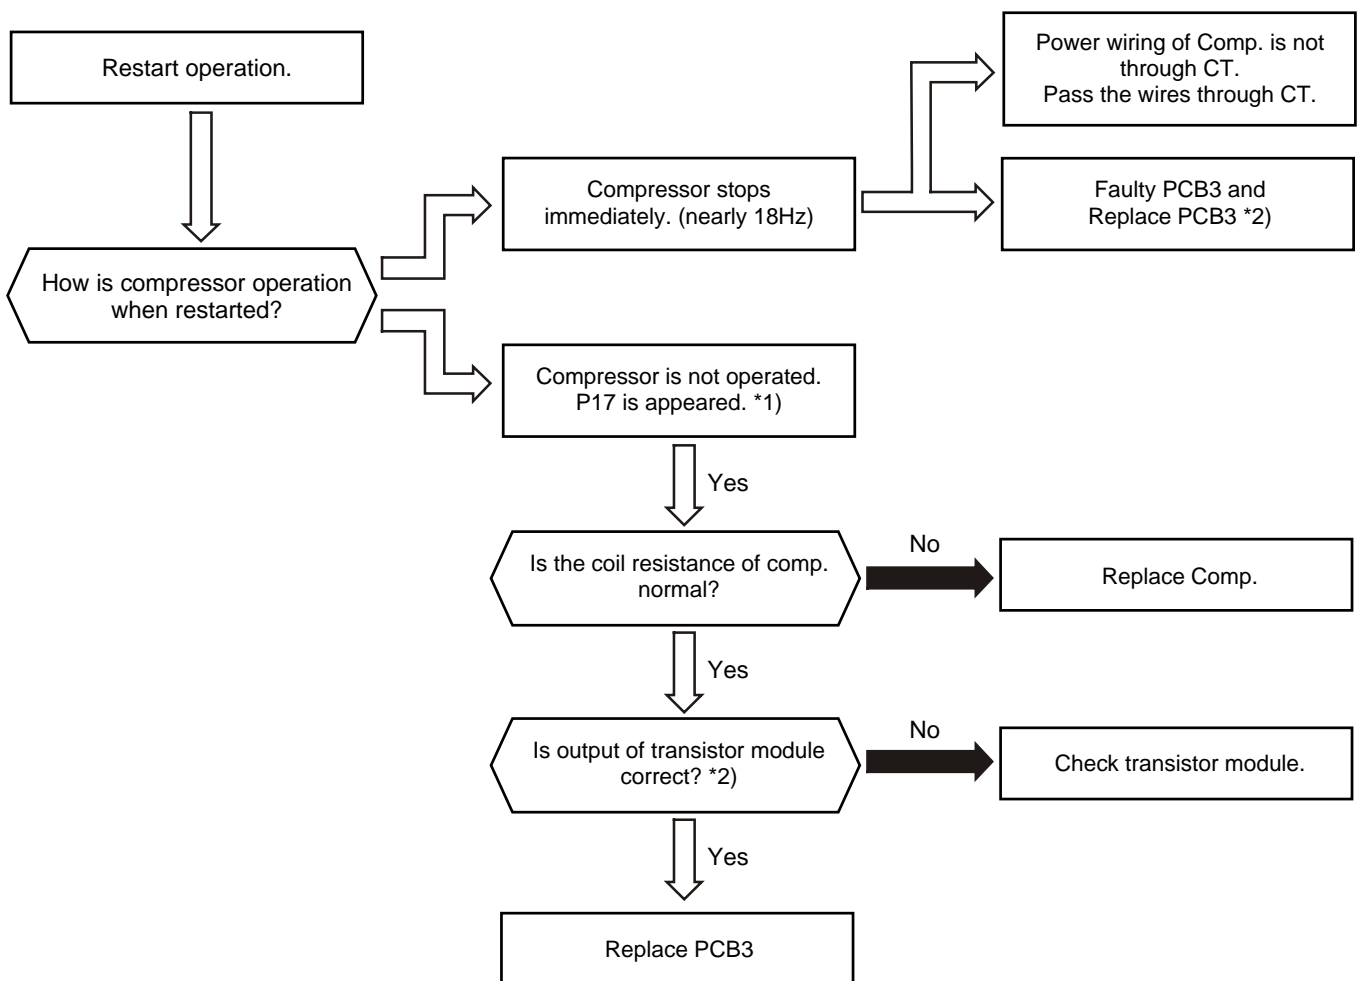 Restart operation.
Power wiring of Comp. is not
through CT.
Pass the wires through CT.
Compressor stops
immediately. (nearly 18Hz)
Faulty PCB3 and
Replace PCB3 *2)
How is compressor operation
when restarted?
Compressor is not operated.
P17 is appeared. *1)
Yes
Is the coil resistance of comp.
normal?
No
Replace Comp.
Yes
Is output of transistor module
correct? *2)
No
Check transistor module.
Yes
Replace PCB3